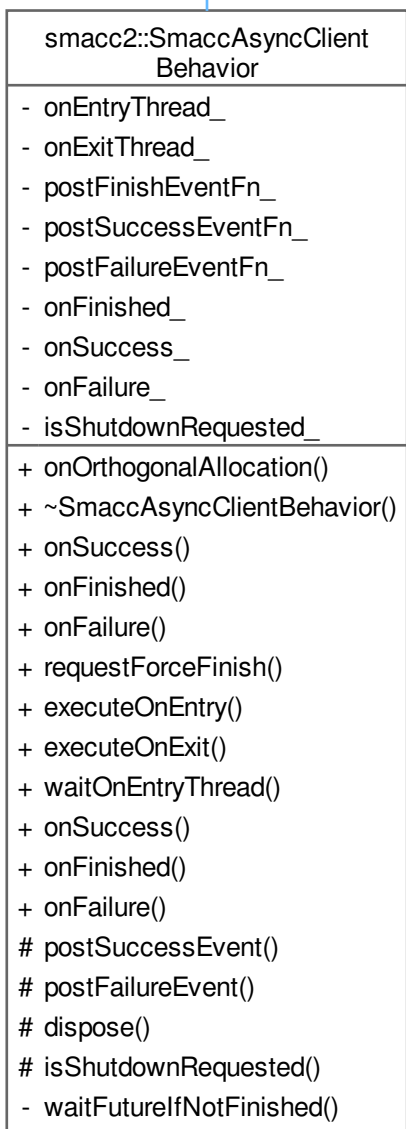 smacc2::SmaccAsyncClient
Behavior
- onEntryThread_
- onExitThread_
- postFinishEventFn_
- postSuccessEventFn_
- postFailureEventFn_
- onFinished_
- onSuccess_
- onFailure_
- isShutdownRequested_
+ onOrthogonalAllocation()
+ ~SmaccAsyncClientBehavior()
+ onSuccess()
+ onFinished()
+ onFailure()
+ requestForceFinish()
+ executeOnEntry()
+ executeOnExit()
+ waitOnEntryThread()
+ onSuccess()
+ onFinished()
+ onFailure()
# postSuccessEvent()
# postFailureEvent()
# dispose()
# isShutdownRequested()
- waitFutureIfNotFinished()